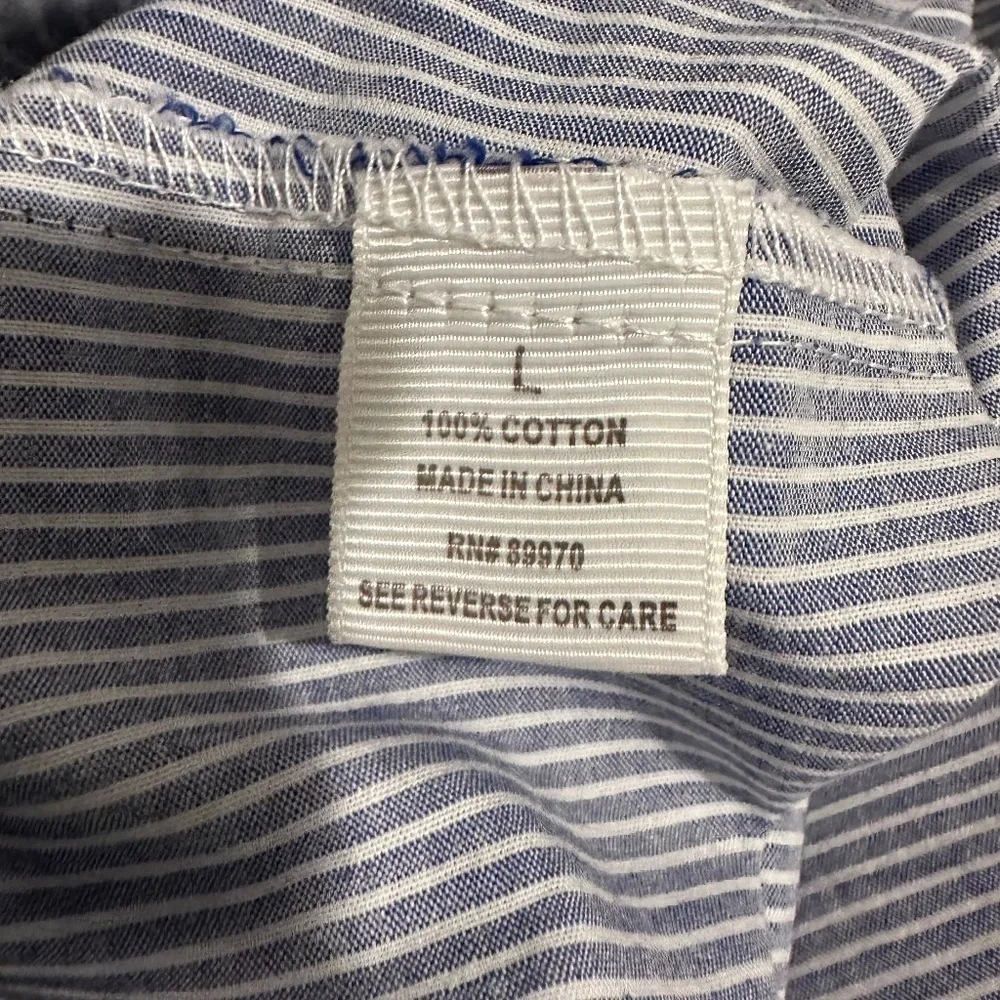 L
100% COTTON
MADE IN CHINA
RN# 89970
SEE REVERSE FOR CARE